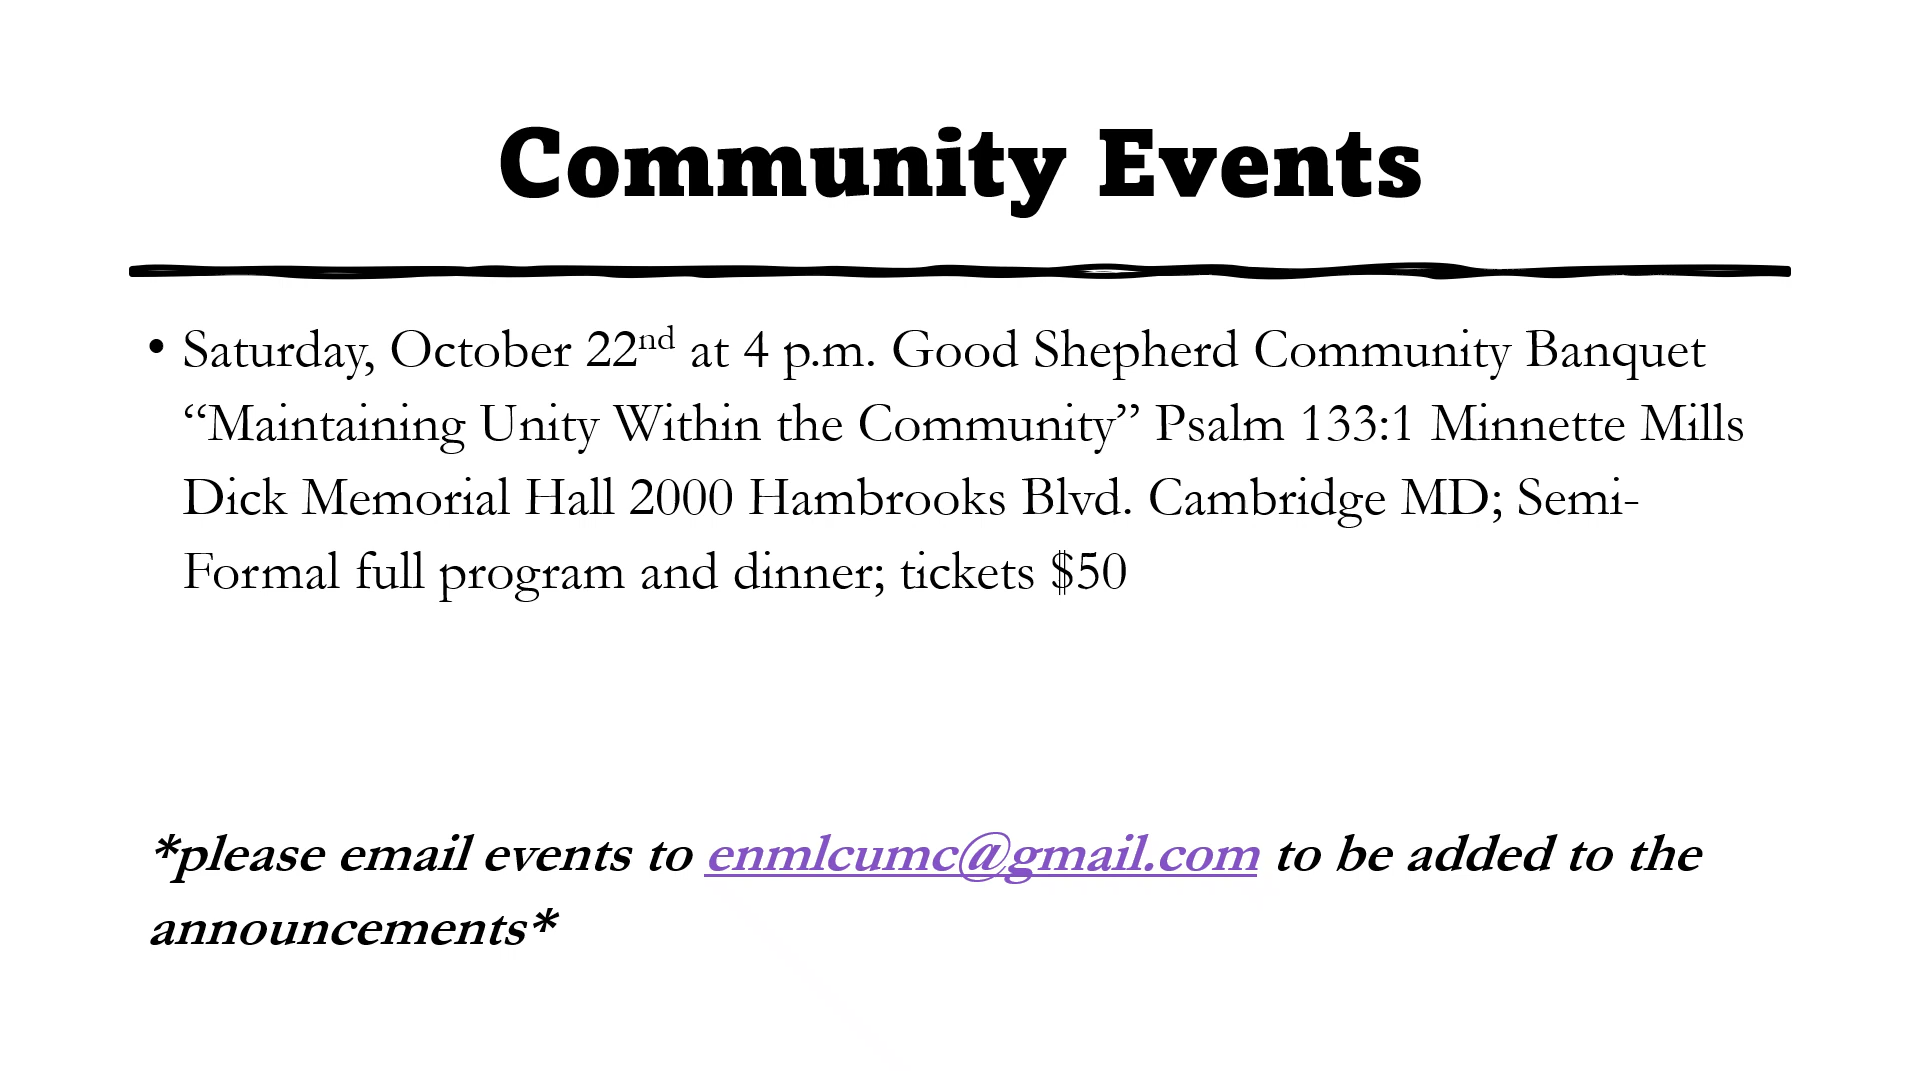 Community Events
• Saturday, October 22nd at 4 p.m. Good Shepherd Community Banquet
“Maintaining Unity Within the Community” Psalm 133:1 Minnette Mills
Dick Memorial Hall 2000 Hambrooks Blvd. Cambridge MD; Semi-
Formal full program and dinner; tickets $50
*please email events to enmlcumc@gmail.com to be added to the
announcements*